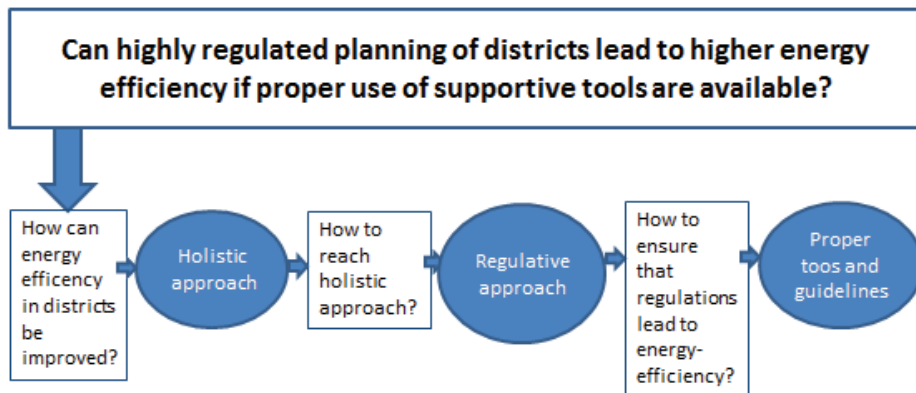 Can highly regulated planning of districts lead to higher energy
efficiency if proper use of supportive tools are available?
How can
energy
efficency
in districts
be
improved?
Holistic
approach
How to
reach
holistic
approach?
Regulative
approach
How to
ensure
that
regulations
lead to
energy-
efficiency?
Proper
toos and
guidelines